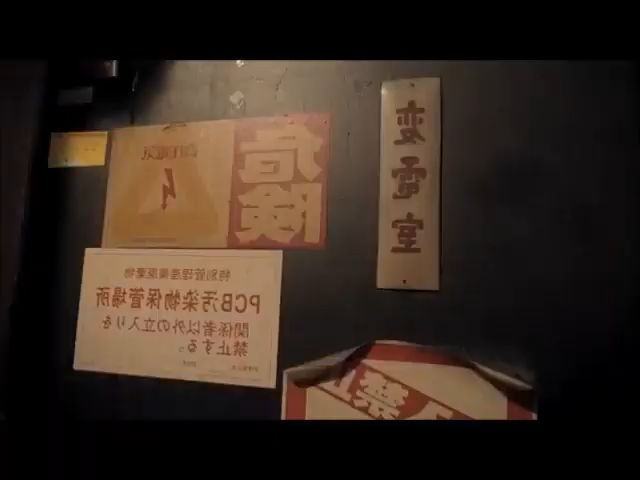 危険
変電室
特別管理産業廃棄物
PCB汚染物保管場所
関係者以外の立入りを
禁止する。
禁止